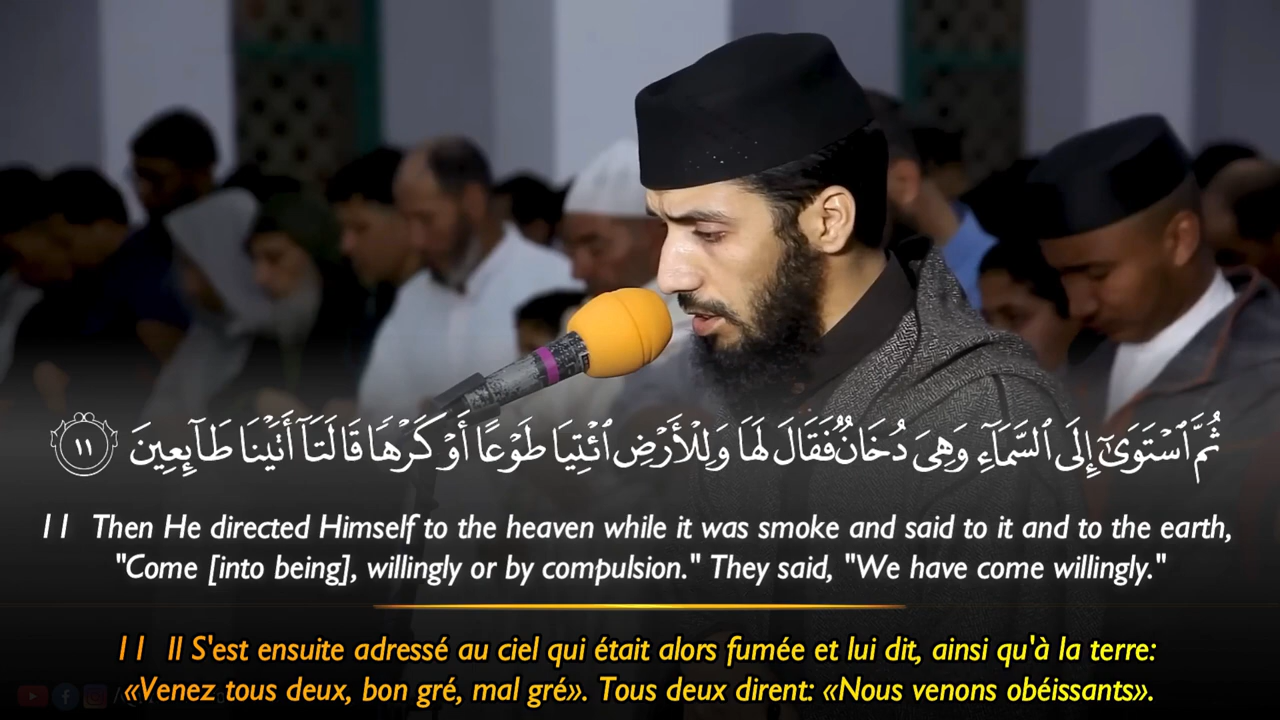 ثُمَّ ٱسْتَوَىٰٓ إِلَى ٱلسَّمَآءِ وَهِىَ دُخَانٌ فَقَالَ لَهَا وَلِلْأَرْضِ ٱئْتِيَا طَوْعًا أَوْ كَرْهًا قَالَتَآ أَتَيْنَا طَآئِعِينَ ١١
11 Then He directed Himself to the heaven while it was smoke and said to it and to the earth,
"Come [into being], willingly or by compulsion." They said, "We have come willingly."
11 Il S'est ensuite adressé au ciel qui était alors fumée et lui dit, ainsi qu'à la terre:
«Venez tous deux, bon gré, mal gré». Tous deux dirent: «Nous venons obéissants».